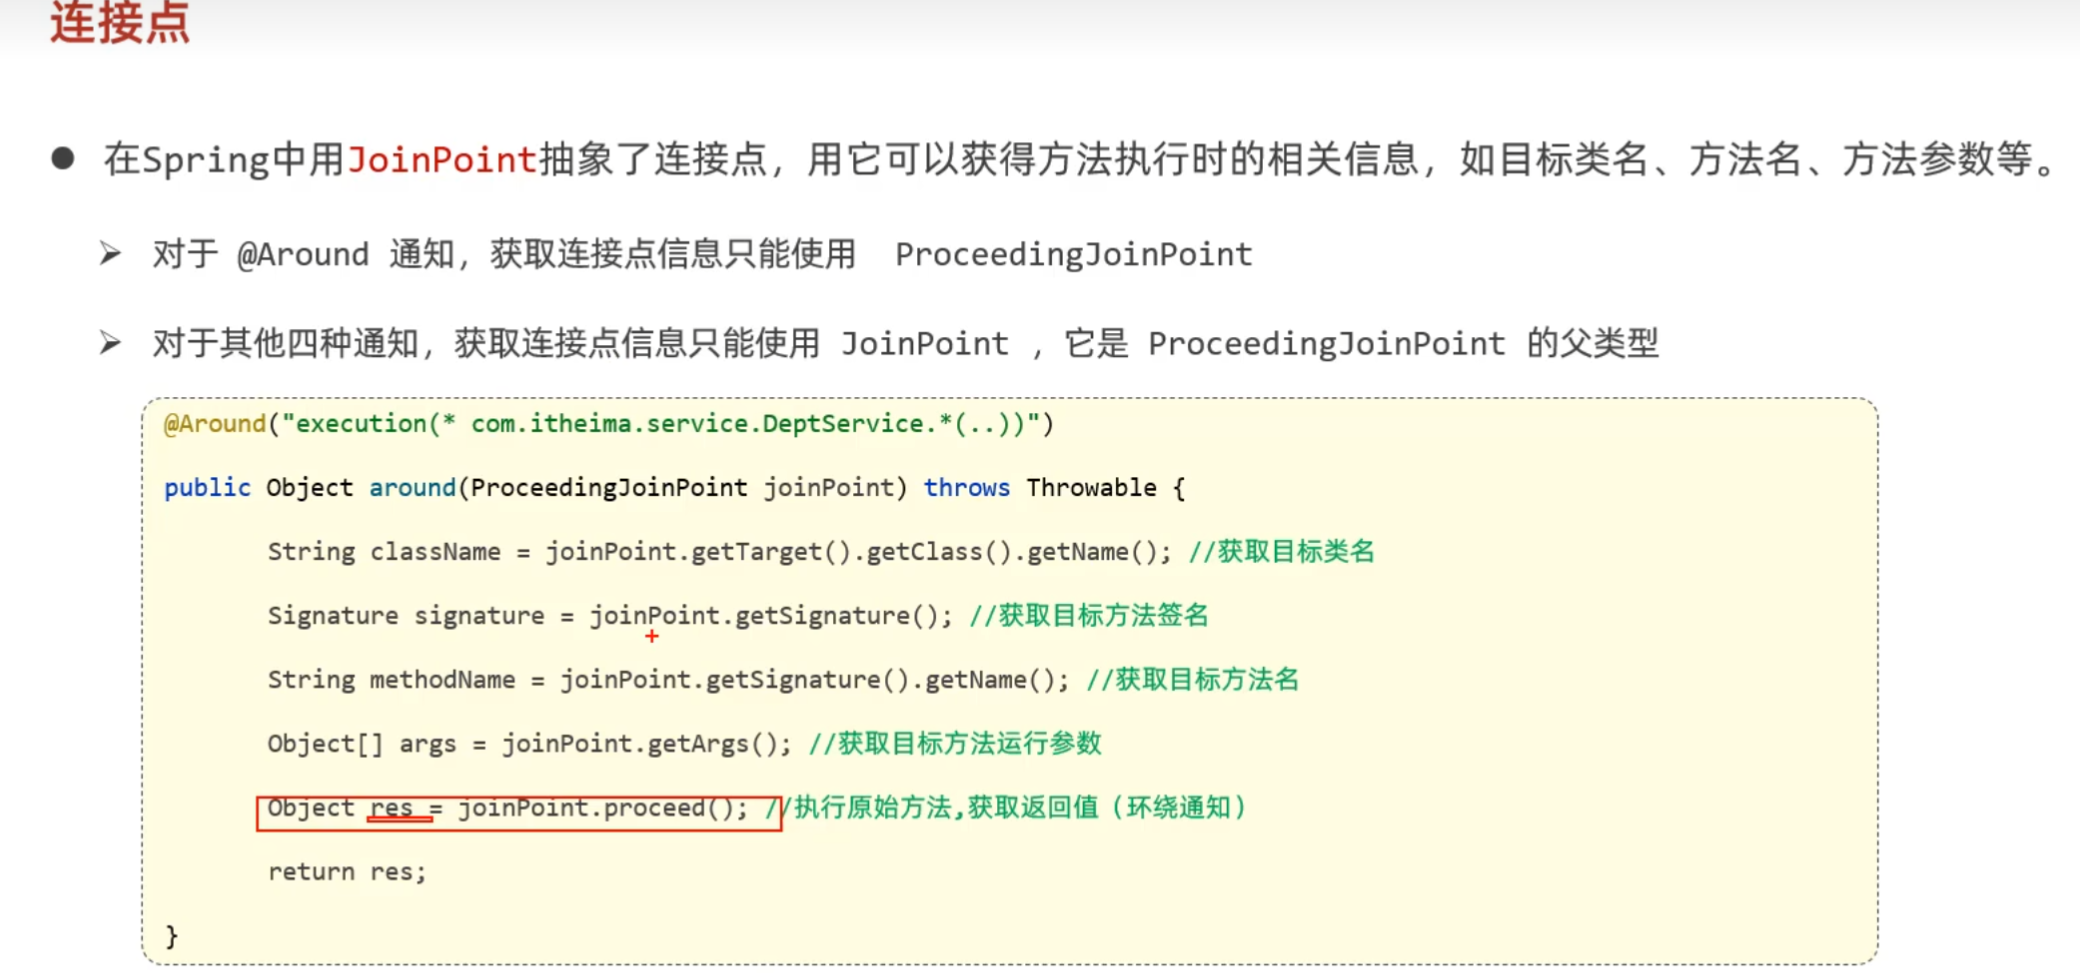 连接点
在Spring中用JoinPoint抽象了连接点，用它可以获得方法执行时的相关信息，如目标类名、方法名、方法参数等。
对于 @Around 通知，获取连接点信息只能使用 ProceedingJoinPoint
对于其他四种通知，获取连接点信息只能使用 JoinPoint ，它是 ProceedingJoinPoint 的父类型
@Around("execution(* com.itheima.service.DeptService.*(..))")
public Object around(ProceedingJoinPoint joinPoint) throws Throwable {
String className = joinPoint.getTarget().getClass().getName(); //获取目标类名
Signature signature = joinPoint.getSignature(); //获取目标方法签名
String methodName = joinPoint.getSignature().getName(); //获取目标方法名
Object[] args = joinPoint.getArgs(); //获取目标方法运行参数
Object res = joinPoint.proceed(); //执行原始方法,获取返回值（环绕通知）
return res;
}